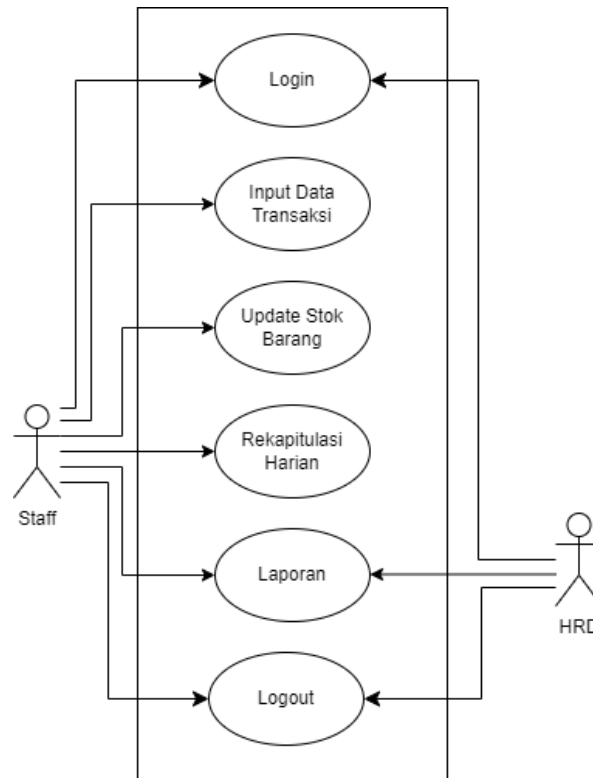 Login
Input Data
Transaksi
Update Stok
Barang
Rekapitulasi
Harian
Staff
Laporan
HRD
Logout